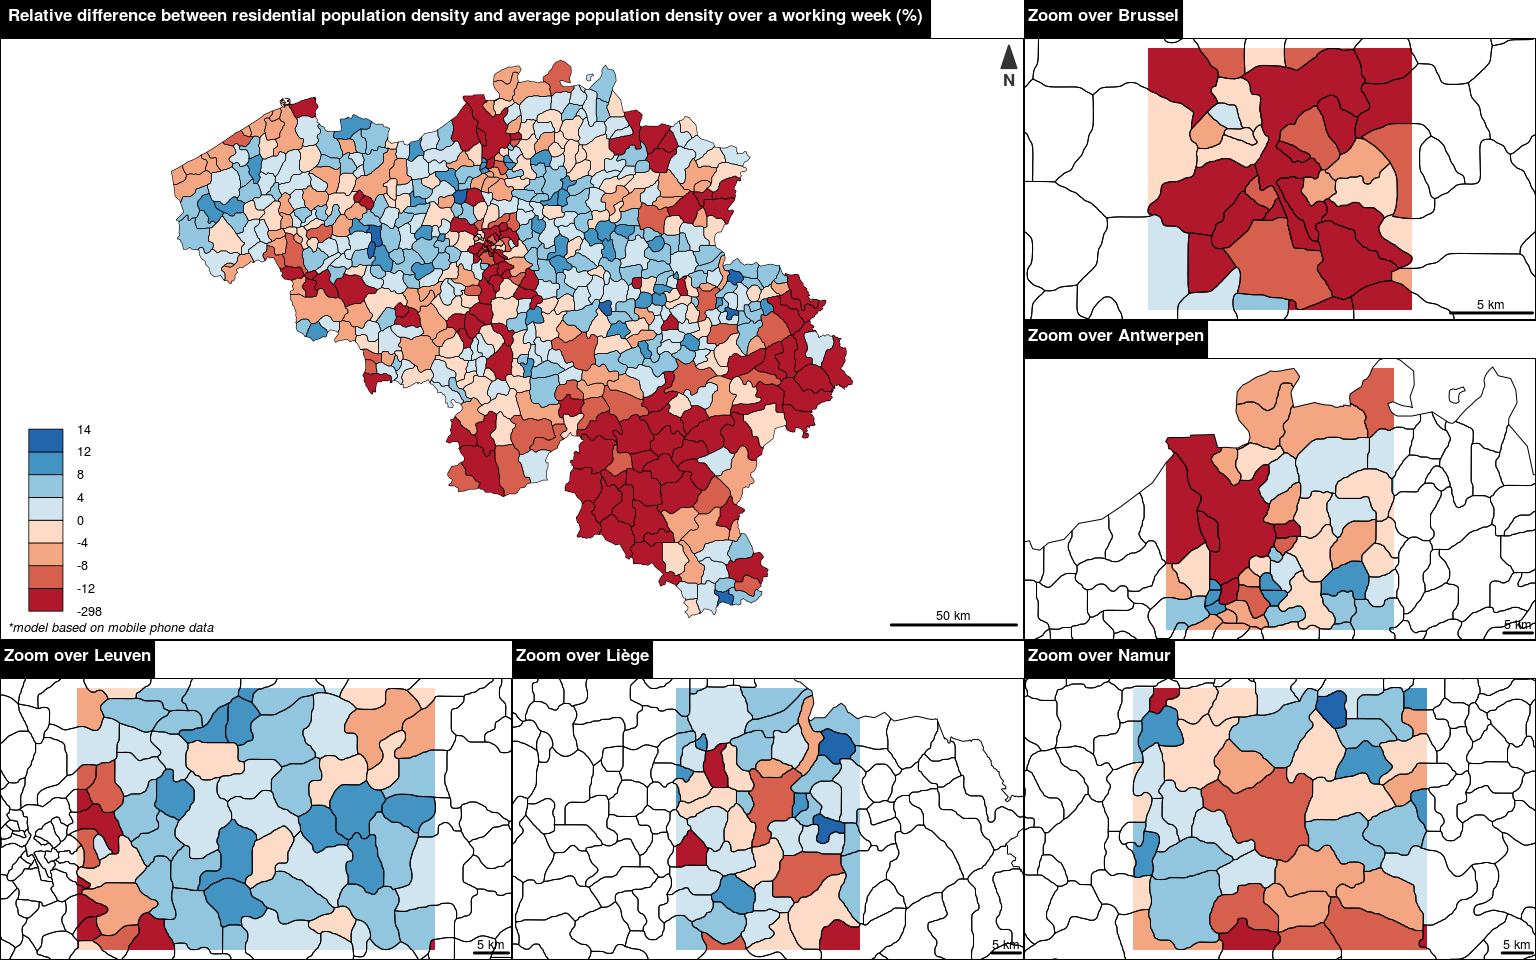 Relative difference between residential population density and average population density over a working week (%)
N
14
12
8
4
0
-4
-8
-12
-298
*model based on mobile phone data
50 km
Zoom over Brussel
5 km
Zoom over Antwerpen
5 km
Zoom over Leuven
5 km
Zoom over Liège
5 km
Zoom over Namur
5 km